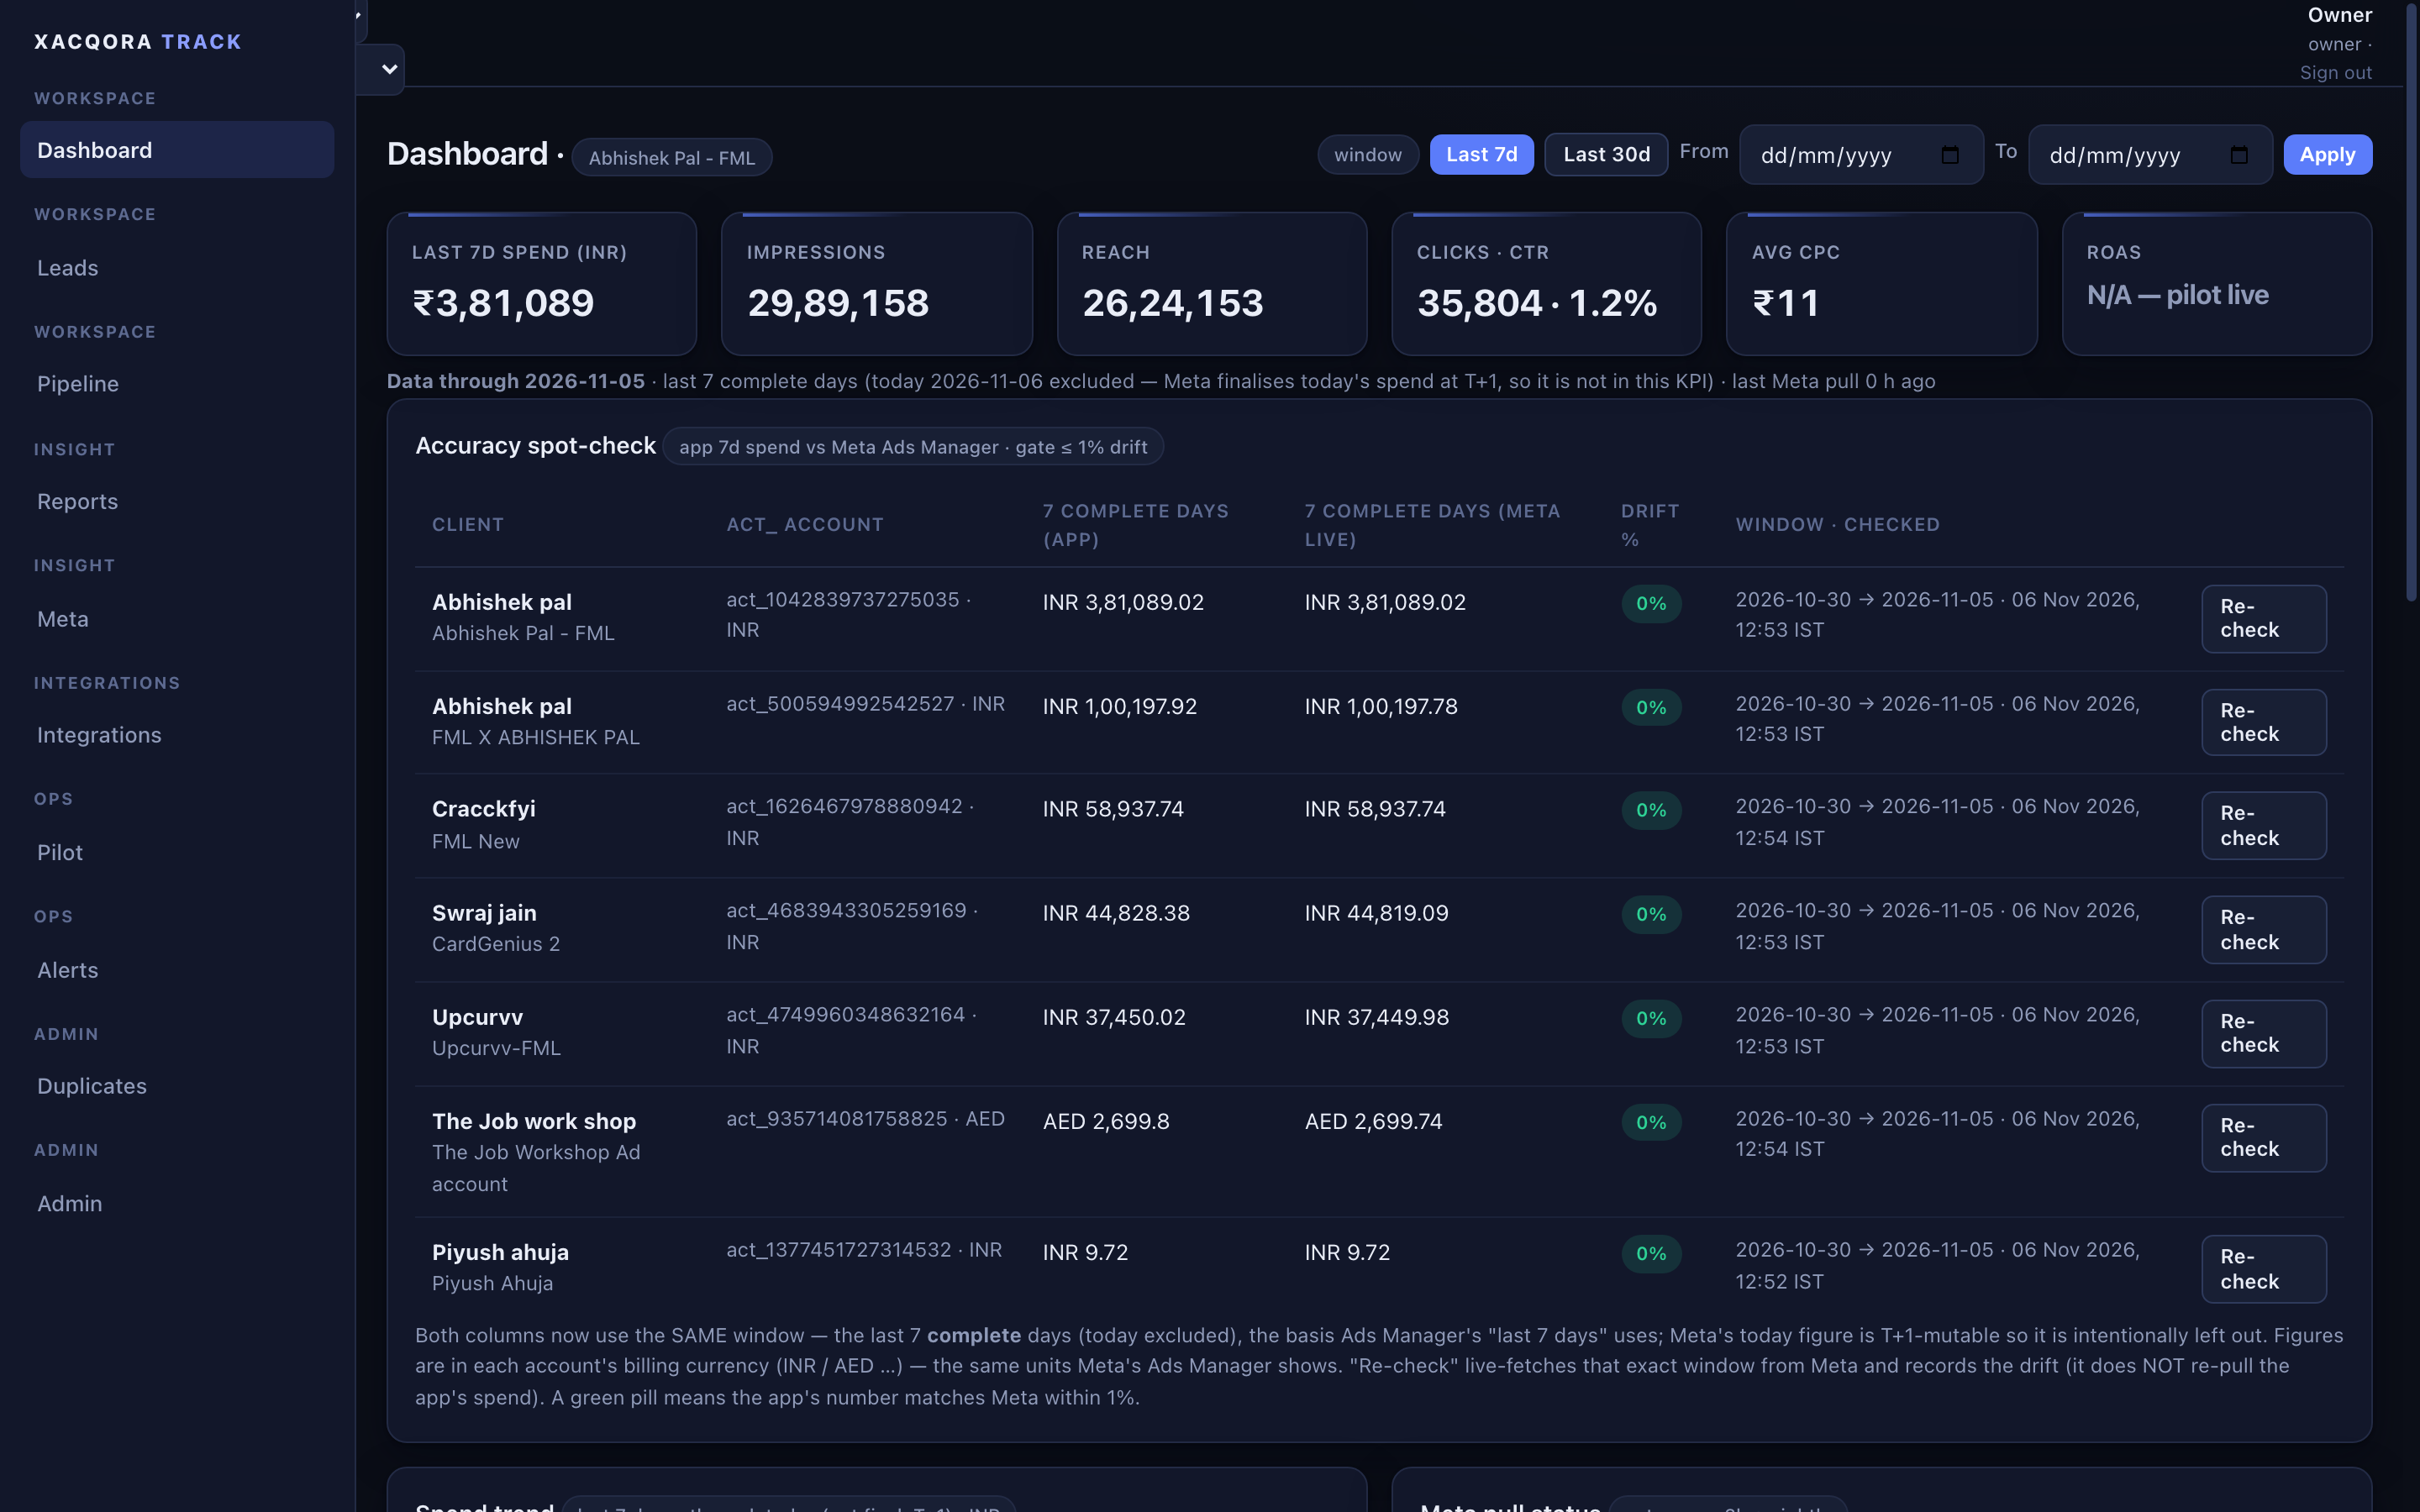 XACQORA TRACK
WORKSPACE
Dashboard
WORKSPACE
Leads
WORKSPACE
Pipeline
INSIGHT
Reports
INSIGHT
Meta
INTEGRATIONS
Integrations
OPS
Pilot
OPS
Alerts
ADMIN
Duplicates
ADMIN
Admin
Owner
owner ·
Sign out
Dashboard · Abhishek Pal - FML
window Last 7d Last 30d From dd/mm/yyyy To dd/mm/yyyy Apply
LAST 7D SPEND (INR)
₹3,81,089
IMPRESSIONS
29,89,158
REACH
26,24,153
CLICKS · CTR
35,804 · 1.2%
AVG CPC
₹11
ROAS
N/A — pilot live
Data through 2026-11-05 · last 7 complete days (today 2026-11-06 excluded — Meta finalises today's spend at T+1, so it is not in this KPI) · last Meta pull 0 h ago
Accuracy spot-check app 7d spend vs Meta Ads Manager · gate ≤ 1% drift
CLIENT
ACT_ ACCOUNT
7 COMPLETE DAYS
(APP)
7 COMPLETE DAYS (META
LIVE)
DRIFT
%
WINDOW · CHECKED
Abhishek pal
Abhishek Pal - FML
act_1042839737275035 ·
INR
INR 3,81,089.02
INR 3,81,089.02
0%
2026-10-30 → 2026-11-05 · 06 Nov 2026,
12:53 IST
Re-
check
Abhishek pal
FML X ABHISHEK PAL
act_500594992542527 · INR
INR 1,00,197.92
INR 1,00,197.78
0%
2026-10-30 → 2026-11-05 · 06 Nov 2026,
12:53 IST
Re-
check
Cracckfyi
FML New
act_1626467978880942 ·
INR
INR 58,937.74
INR 58,937.74
0%
2026-10-30 → 2026-11-05 · 06 Nov 2026,
12:54 IST
Re-
check
Swraj jain
CardGenius 2
act_4683943305259169 ·
INR
INR 44,828.38
INR 44,819.09
0%
2026-10-30 → 2026-11-05 · 06 Nov 2026,
12:53 IST
Re-
check
Upcurvv
Upcurvv-FML
act_4749960348632164 ·
INR
INR 37,450.02
INR 37,449.98
0%
2026-10-30 → 2026-11-05 · 06 Nov 2026,
12:53 IST
Re-
check
The Job work shop
The Job Workshop Ad
account
act_935714081758825 · AED
AED 2,699.8
AED 2,699.74
0%
2026-10-30 → 2026-11-05 · 06 Nov 2026,
12:54 IST
Re-
check
Piyush ahuja
Piyush Ahuja
act_1377451727314532 · INR
INR 9.72
INR 9.72
0%
2026-10-30 → 2026-11-05 · 06 Nov 2026,
12:52 IST
Re-
check
Both columns now use the SAME window — the last 7 complete days (today excluded), the basis Ads Manager's "last 7 days" uses; Meta's today figure is T+1-mutable so it is intentionally left out. Figures
are in each account's billing currency (INR / AED ...) — the same units Meta's Ads Manager shows. "Re-check" live-fetches that exact window from Meta and records the drift (it does NOT re-pull the
app's spend). A green pill means the app's number matches Meta within 1%.
Spend trend
Meta pull status